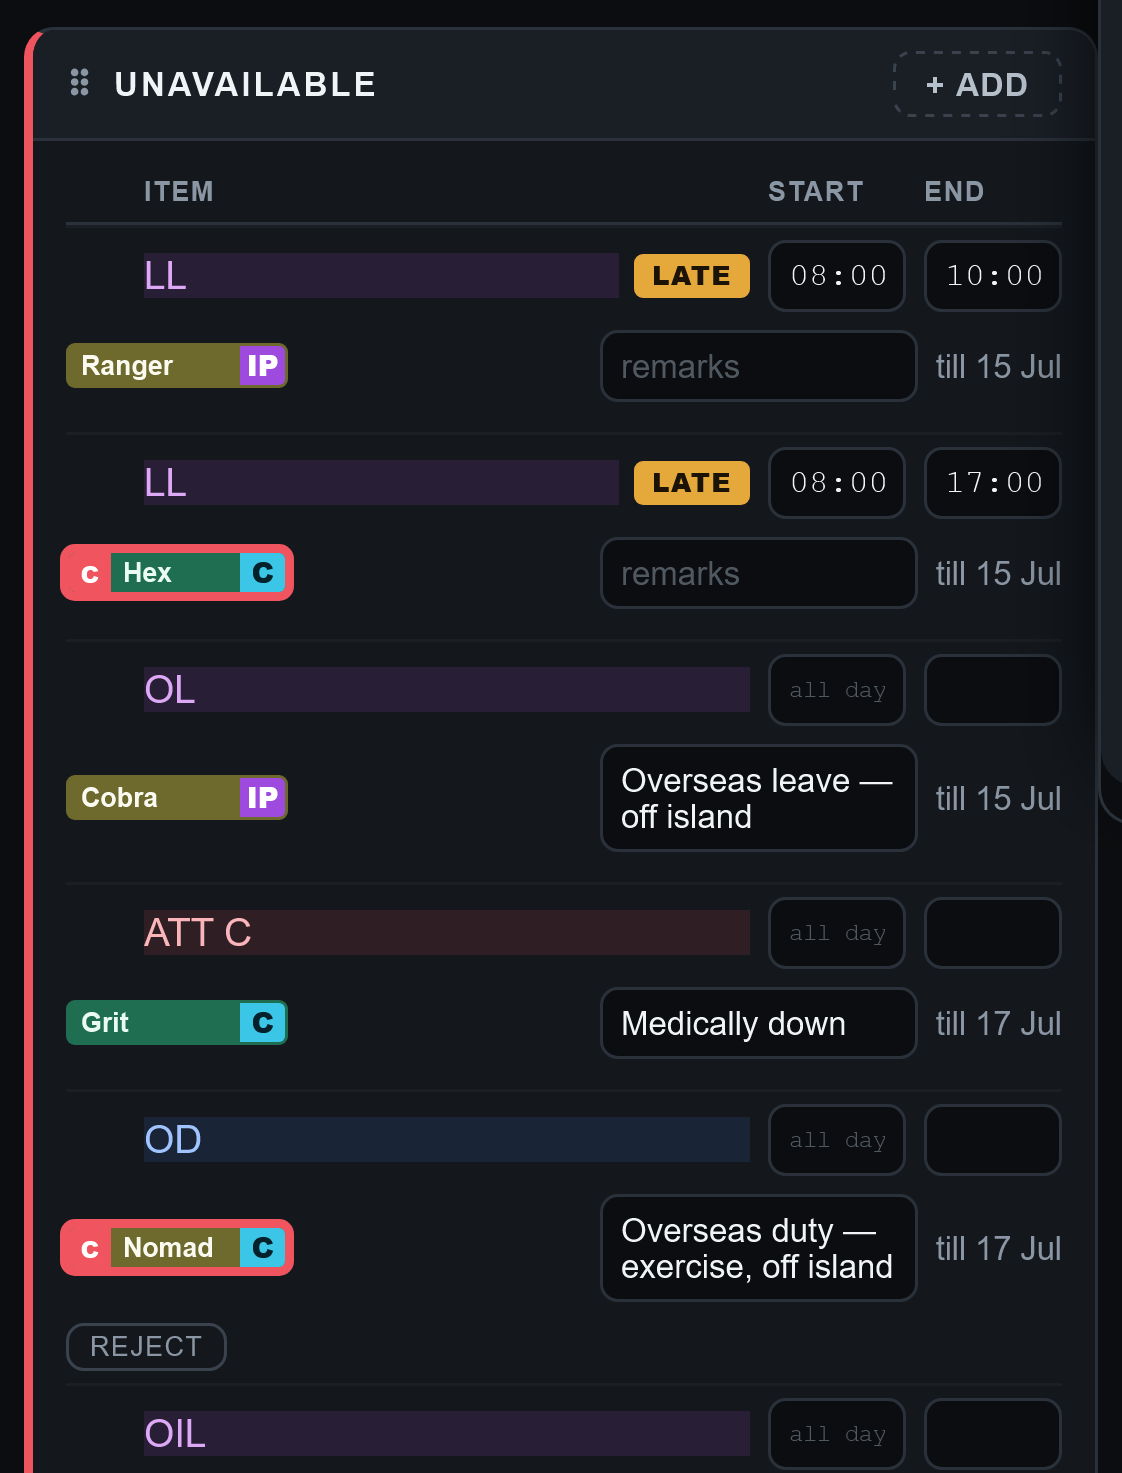 UNAVAILABLE
+ ADD
ITEM START END
LL LATE 08:00 10:00
Ranger IP remarks till 15 Jul
LL LATE 08:00 17:00
c Hex C remarks till 15 Jul
OL all day
Cobra IP Overseas leave — till 15 Jul
off island
ATT C all day
Grit C Medically down till 17 Jul
OD all day
c Nomad C Overseas duty — till 17 Jul
exercise, off island
REJECT
OIL all day